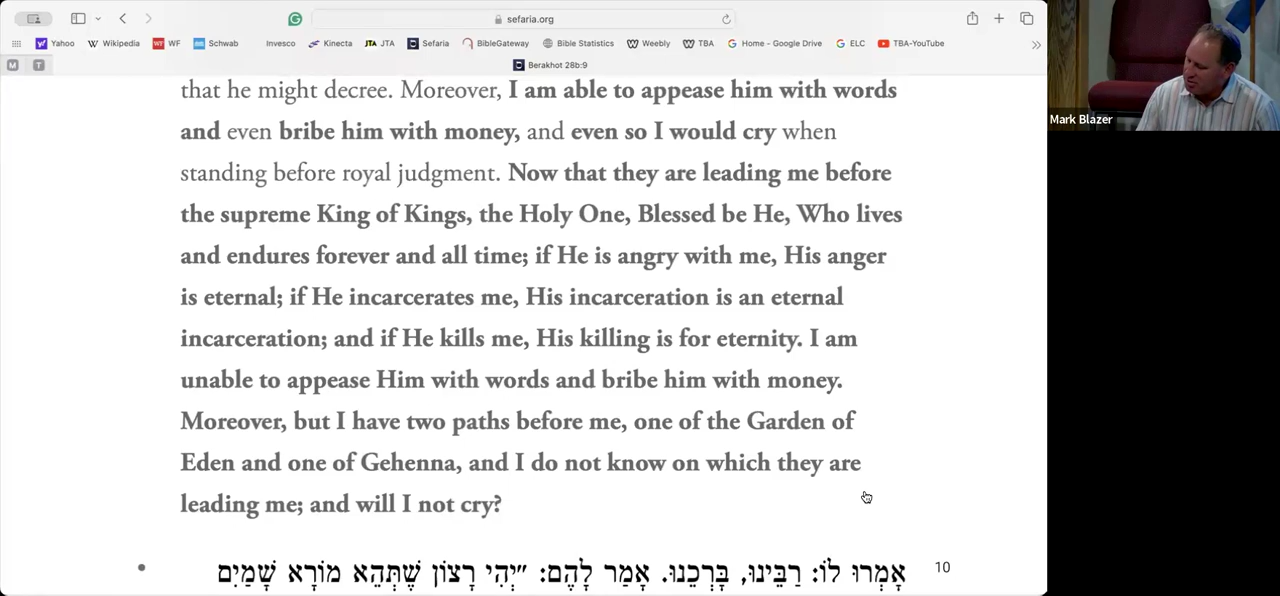 sefaria.org
Yahoo
Wikipedia
WF
Schwab
Invesco
Kinecta
JTA
Sefaria
BibleGateway
Bible Statistics
Weebly
TBA
Home - Google Drive
ELC
TBA-YouTube
M
T
Berakhot 28b:9
Mark Blazer
that he might decree. Moreover, I am able to appease him with words
and even bribe him with money, and even so I would cry when
standing before royal judgment. Now that they are leading me before
the supreme King of Kings, the Holy One, Blessed be He, Who lives
and endures forever and all time; if He is angry with me, His anger
is eternal; if He incarcerates me, His incarceration is an eternal
incarceration; and if He kills me, His killing is for eternity. I am
unable to appease Him with words and bribe him with money.
Moreover, but I have two paths before me, one of the Garden of
Eden and one of Gehenna, and I do not know on which they are
leading me; and will I not cry?
10
אָמְרוּ לוֹ: רַבֵּינוּ, בָּרְכֵנוּ. אָמַר לָהֶם: ״יְהִי רָצוֹן שֶׁתְּהֵא מוֹרָא שָׁמַיִם